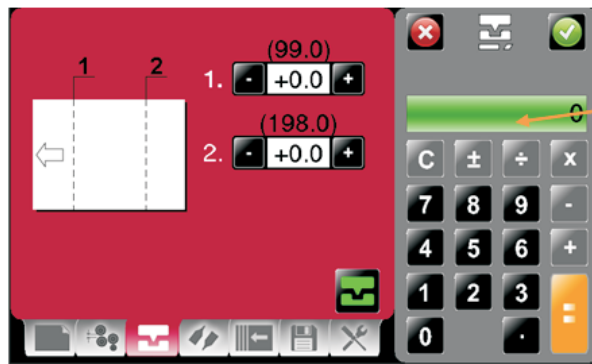 1 2
(99.0)
1. - +0.0 +
(198.0)
2. - +0.0 +
0
C ± ÷ x
7 8 9 -
4 5 6 +
1 2 3 =
0 .